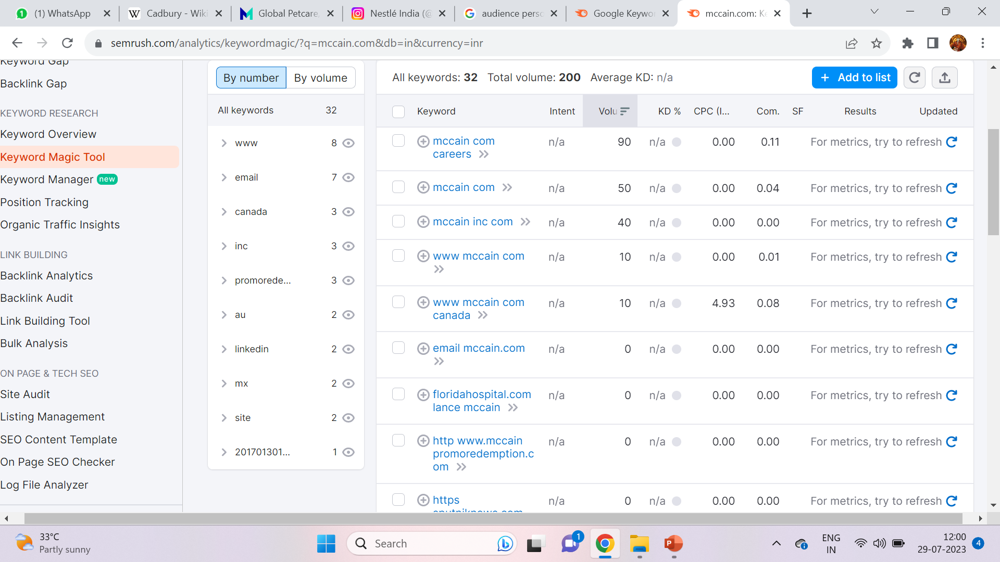 (1) WhatsApp
Cadbury - Wiki
Global Petcare,
Nestlé India (@
audience perso
Google Keywor
mccain.com: Ke
semrush.com/analytics/keywordmagic/?q=mccain.com&db=in&currency=inr
Keyword Gap
Backlink Gap
KEYWORD RESEARCH
Keyword Overview
Keyword Magic Tool
Keyword Manager new
Position Tracking
Organic Traffic Insights
LINK BUILDING
Backlink Analytics
Backlink Audit
Link Building Tool
Bulk Analysis
ON PAGE & TECH SEO
Site Audit
Listing Management
SEO Content Template
On Page SEO Checker
Log File Analyzer
By number By volume
All keywords 32
www 8
email 7
canada 3
inc 3
promorede... 3
au 2
linkedin 2
mx 2
site 2
201701301... 1
All keywords: 32 Total volume: 200 Average KD: n/a
+ Add to list
Keyword Intent Volu KD % CPC (I... Com. SF Results Updated
mccain com n/a 90 n/a 0.00 0.11 For metrics, try to refresh
careers
mccain com n/a 50 n/a 0.00 0.04 For metrics, try to refresh
mccain inc com n/a 40 n/a 0.00 0.00 For metrics, try to refresh
www mccain com n/a 10 n/a 0.00 0.01 For metrics, try to refresh
www mccain com n/a 10 n/a 4.93 0.08 For metrics, try to refresh
canada
email mccain.com n/a 0 n/a 0.00 0.00 For metrics, try to refresh
floridahospital.com n/a 0 n/a 0.00 0.00 For metrics, try to refresh
lance mccain
http www.mccain n/a 0 n/a 0.00 0.00 For metrics, try to refresh
promoredemption.c
om
https n/a 0 n/a 0.00 0.00 For metrics, try to refresh
sputniknews.com
33°C
Partly sunny
Search
1
ENG
IN
12:00
29-07-2023
4